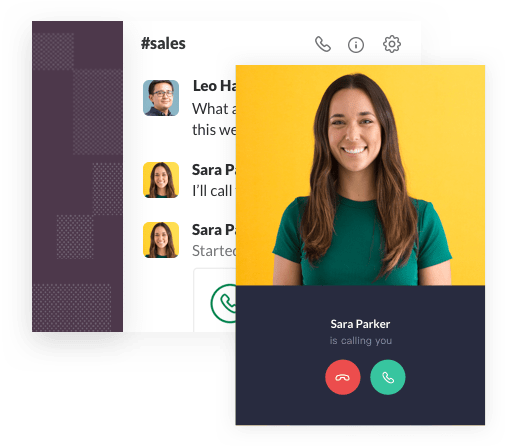 #sales
Leo Ha
What a
this we
Sara Pa
I'll call
Sara Pa
Started
Sara Parker
is calling you